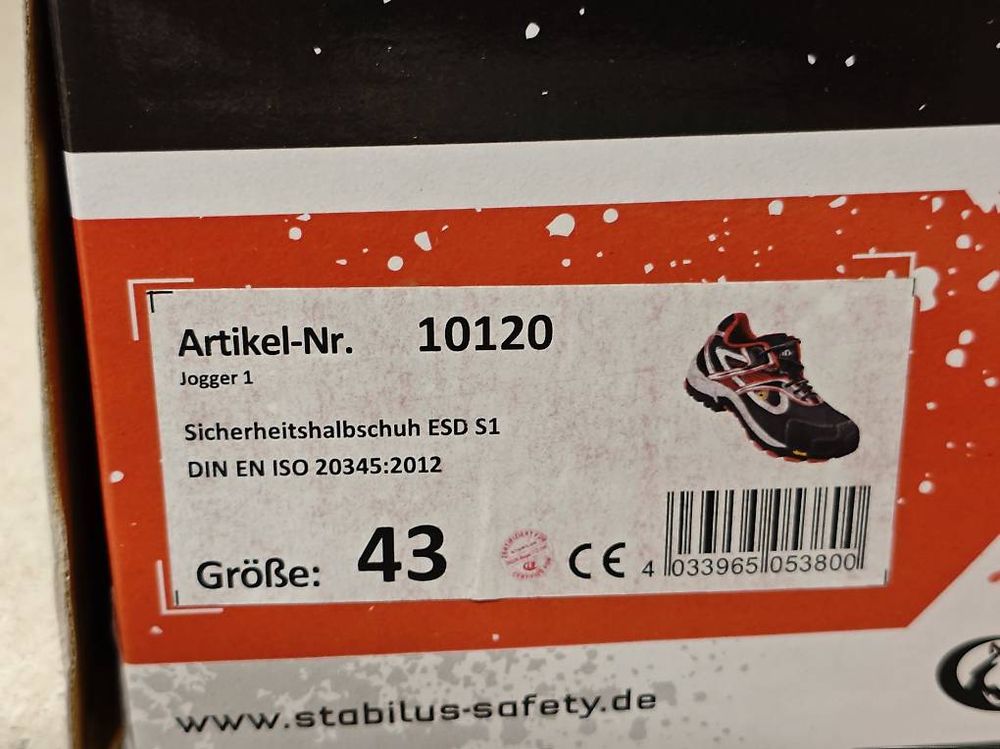 Artikel-Nr. 10120
Jogger 1
Sicherheitshalbschuh ESD S1
DIN EN ISO 20345:2012
Größe: 43
CE
4 033965 053800
www.stabilus-safety.de